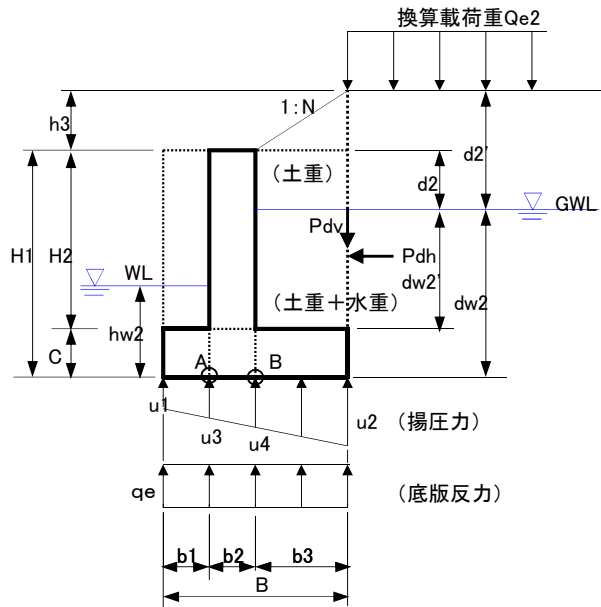 換算載荷重Qe2
1:N
h3
d2'
(土重)
d2
GWL
Pdv
H1
H2
WL
Pdh
dw2'
(土重+水重)
dw2
hw2
C
A
B
u1
u2
(揚圧力)
u3
u4
qe
(底版反力)
b1
b2
b3
B